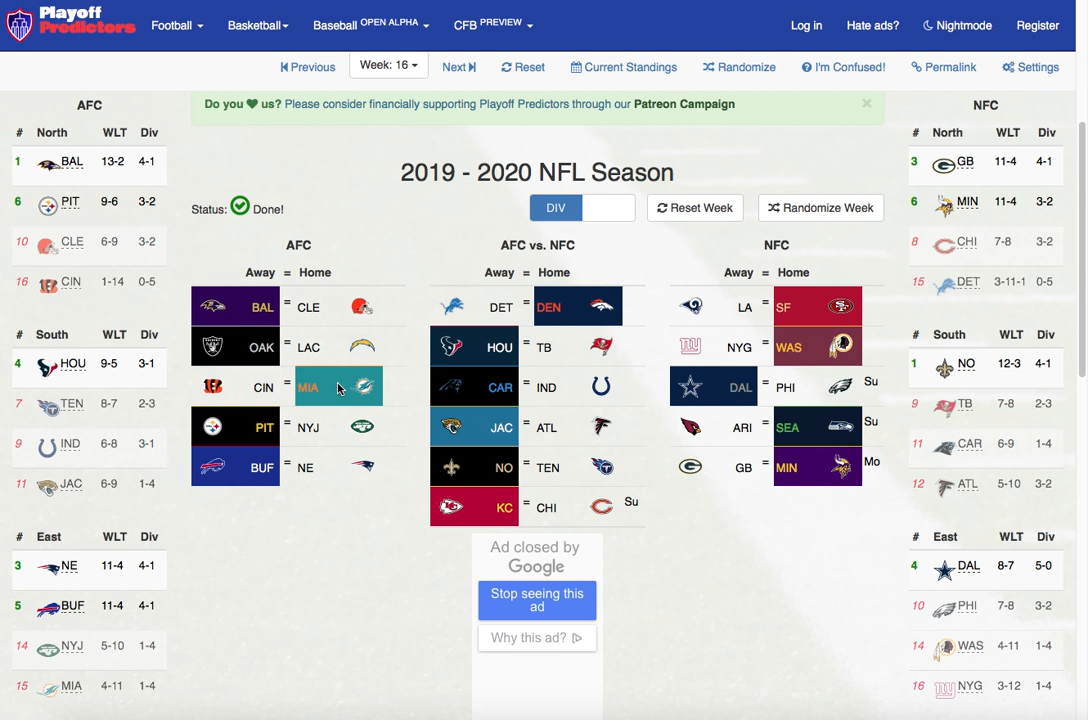 Playoff
Predictors
Football
Basketball
Baseball OPEN ALPHA
CFB PREVIEW
Log in
Hate ads?
Nightmode
Register
Previous
Week: 16
Next
Reset
Current Standings
Randomize
I'm Confused!
Permalink
Settings
Do you us? Please consider financially supporting Playoff Predictors through our Patreon Campaign ×
2019 - 2020 NFL Season
Status: Done!
DIV
Reset Week
Randomize Week
AFC
# North WLT Div
1 BAL 13-2 4-1
6 PIT 9-6 3-2
10 CLE 6-9 3-2
16 CIN 1-14 0-5
# South WLT Div
4 HOU 9-5 3-1
7 TEN 8-7 2-3
9 IND 6-8 3-1
11 JAC 6-9 1-4
# East WLT Div
3 NE 11-4 4-1
5 BUF 11-4 4-1
14 NYJ 5-10 1-4
15 MIA 4-11 1-4
AFC
Away = Home
BAL = CLE
OAK = LAC
CIN = MIA
PIT = NYJ
BUF = NE
AFC vs. NFC
Away = Home
DET = DEN
HOU = TB
CAR = IND
JAC = ATL
NO = TEN
KC = CHI Su
NFC
Away = Home
LA = SF
NYG = WAS
DAL = PHI Su
ARI = SEA Su
GB = MIN Mo
Ad closed by
Google
Stop seeing this
ad
Why this ad?
NFC
# North WLT Div
3 GB 11-4 4-1
6 MIN 11-4 3-2
8 CHI 7-8 3-2
15 DET 3-11-1 0-5
# South WLT Div
1 NO 12-3 4-1
9 TB 7-8 2-3
11 CAR 6-9 1-4
12 ATL 5-10 3-2
# East WLT Div
4 DAL 8-7 5-0
10 PHI 7-8 3-2
14 WAS 4-11 1-4
16 NYG 3-12 1-4